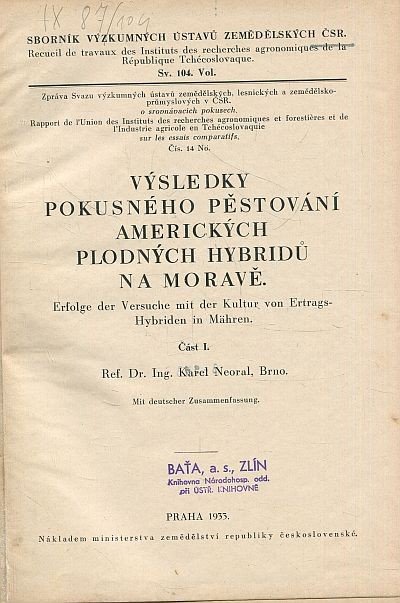 IX 87/104
SBORNÍK VÝZKUMNÝCH ÚSTAVŮ ZEMĚDĚLSKÝCH ČSR.
Recueil de travaux des Instituts des recherches agronomiques de la
République Tchécoslovaque.
Sv. 104. Vol.
Zpráva Svazu výzkumných ústavů zemědělských, lesnických a zemědělsko-
průmyslových v ČSR.
o srovnávacích pokusech.
Rapport de l'Union des Instituts des recherches agronomiques et forestières et de
l'Industrie agricole en Tchécoslovaquie
sur les essais comparatifs.
Čís. 14 No.
VÝSLEDKY
POKUSNÉHO PĚSTOVÁNÍ
AMERICKÝCH
PLODNÝCH HYBRIDŮ
NA MORAVĚ.
Erfolge der Versuche mit der Kultur von Ertrags-
Hybriden in Mähren.
Část I.
Ref. Dr. Ing. Karel Neoral, Brno.
Mit deutscher Zusammenfassung.
BAŤA, a. s., ZLÍN
Knihovna Národohosp. odd.
při ÚSTŘ. KNIHOVNĚ
PRAHA 1933.
Nákladem ministerstva zemědělství republiky československé.